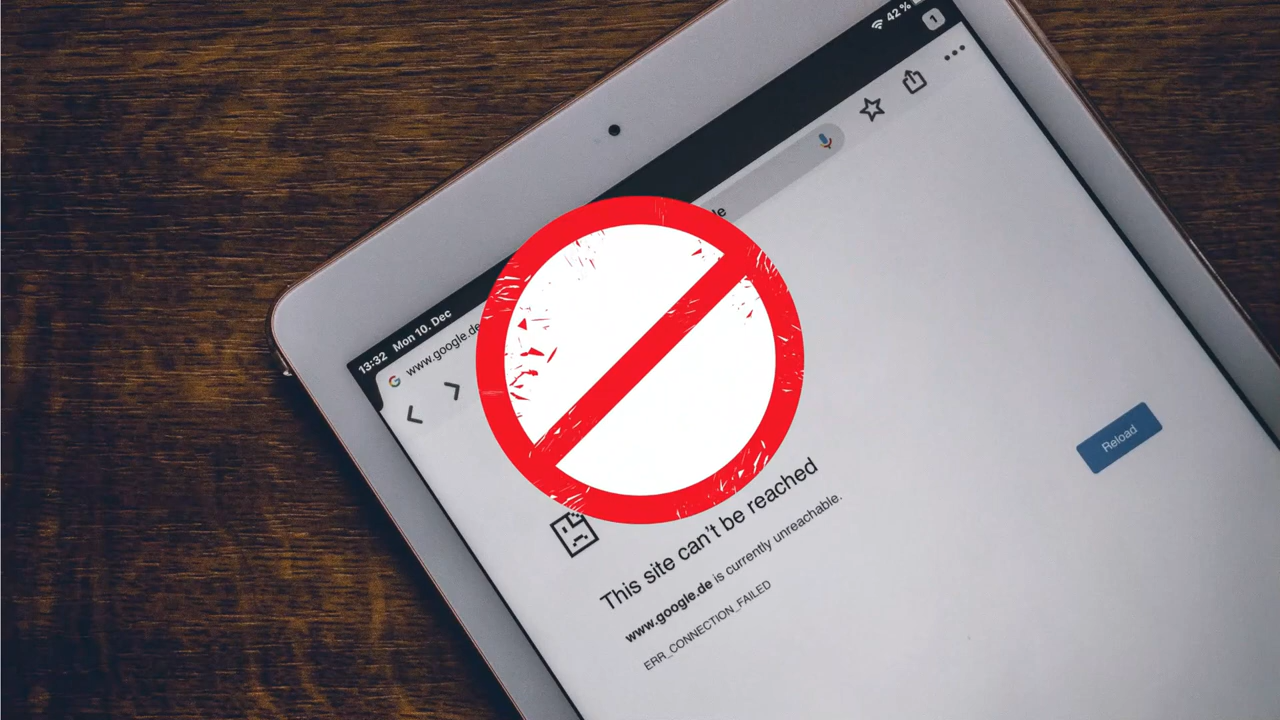 42 %
1
13:32 Mon 10. Dec
www.google.de
This site can't be reached
www.google.de is currently unreachable.
ERR_CONNECTION_FAILED
Reload